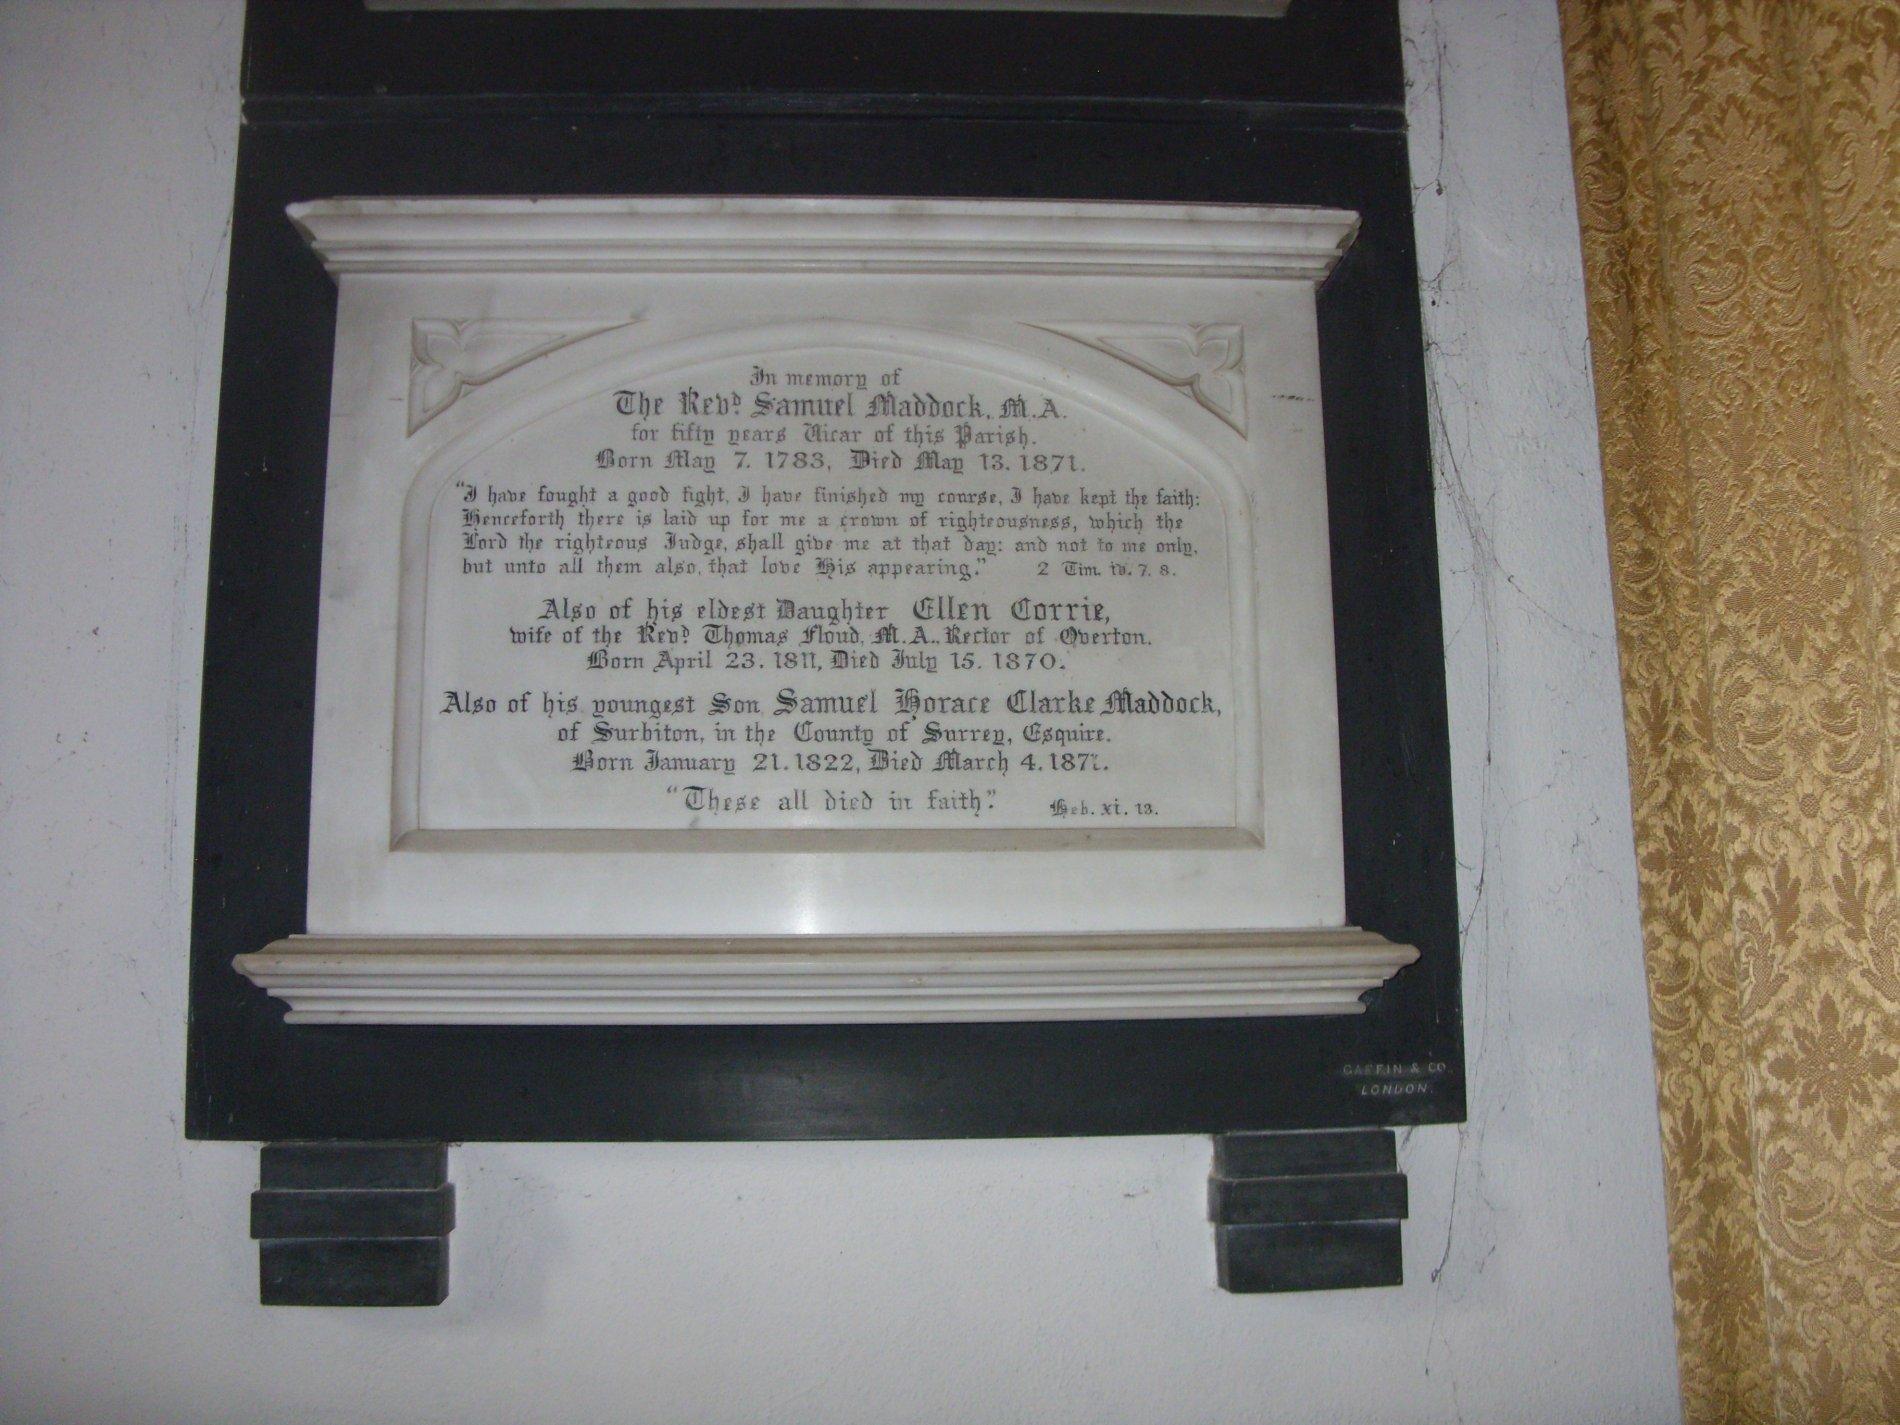 In memory of
The Revd. Samuel Maddock. M.A.
for fifty years Vicar of this Parish.
Born May 7. 1783, Died May 13. 1871.
"I have fought a good fight, I have finished my course, I have kept the faith:
Henceforth there is laid up for me a crown of righteousness, which the
Lord the righteous Judge, shall give me at that day: and not to me only,
but unto all them also, that love His appearing." 2 Tim. iv. 7. 8.
Also of his eldest Daughter Ellen Corrie,
wife of the Revd. Thomas Floud, M.A., Rector of Overton.
Born April 23. 1811, Died July 15. 1870.
Also of his youngest Son Samuel Horace Clarke Maddock,
of Surbiton, in the County of Surrey, Esquire.
Born January 21. 1822, Died March 4.
"These all died in faith." Heb. xi. 13.
GAFFIN & CO.
LONDON.